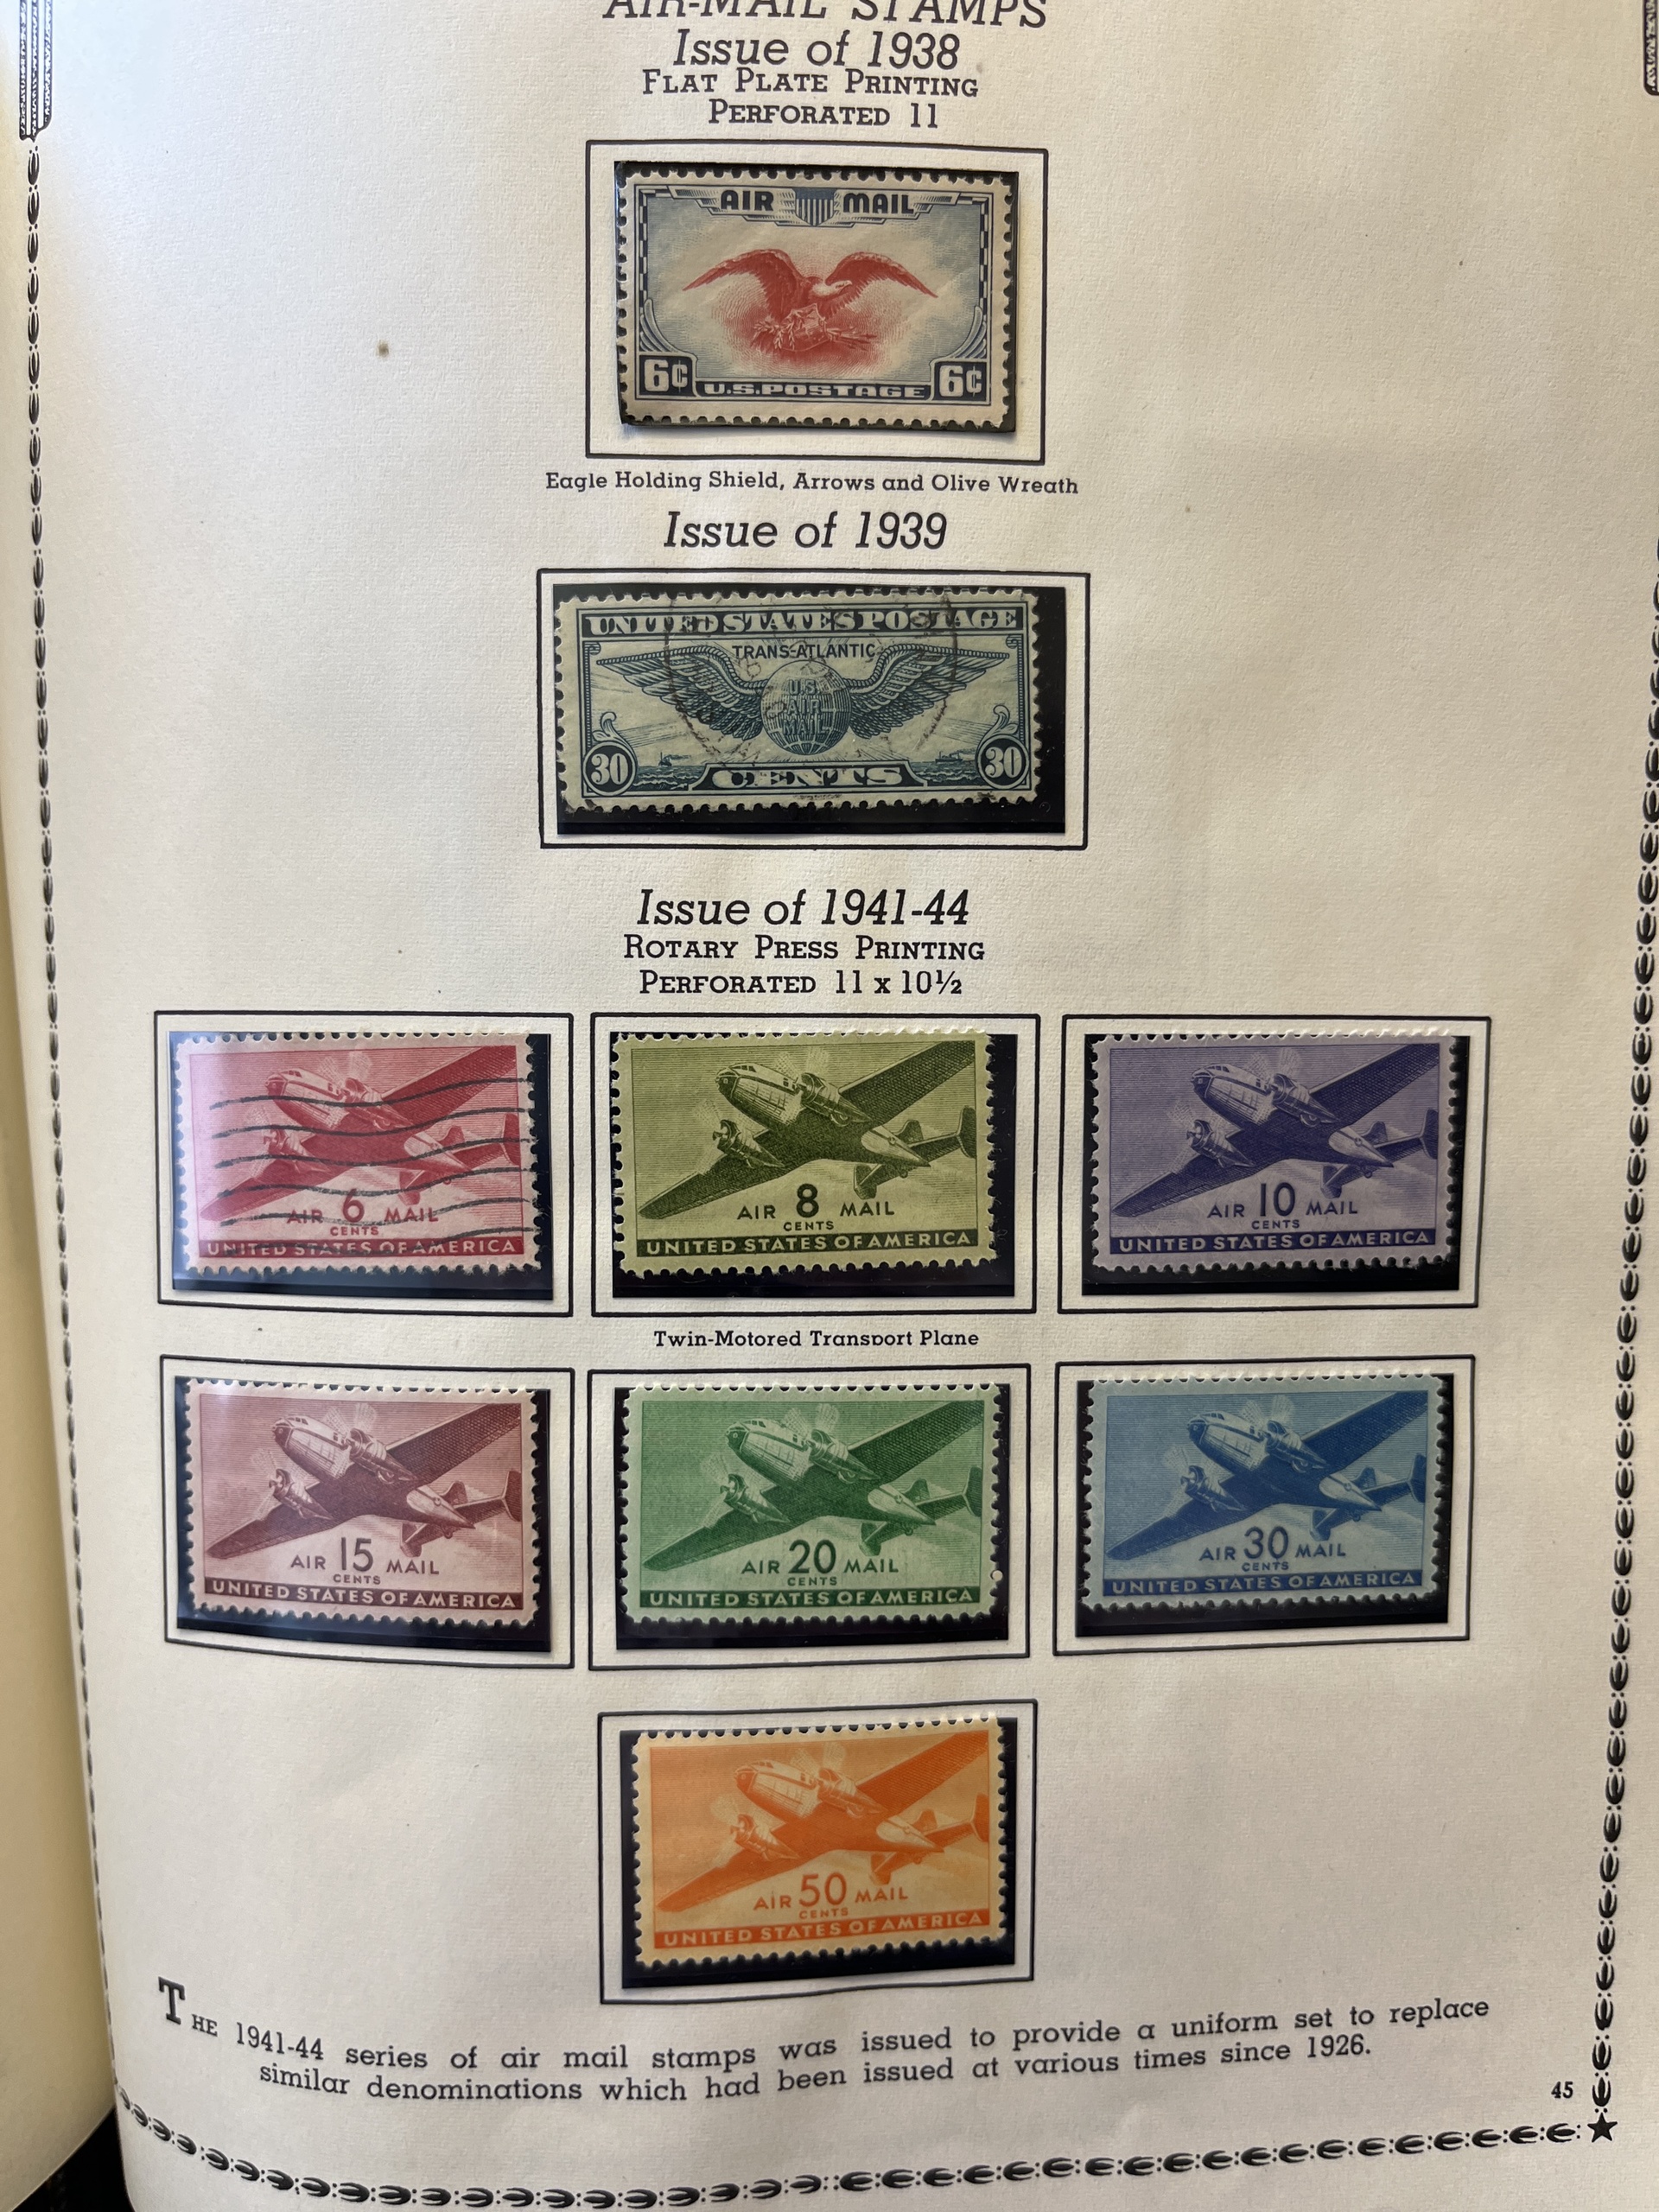 AIR-MAIL STAMPS
Issue of 1938
FLAT PLATE PRINTING
PERFORATED 11
AIR MAIL
6¢ U.S. POSTAGE 6¢
Eagle Holding Shield, Arrows and Olive Wreath
Issue of 1939
UNITED STATES POSTAGE
TRANS-ATLANTIC
U.S.
AIR
MAIL
30 CENTS 30
Issue of 1941-44
ROTARY PRESS PRINTING
PERFORATED 11 x 10½
AIR 6 MAIL
CENTS
UNITED STATES OF AMERICA
AIR 8 MAIL
CENTS
UNITED STATES OF AMERICA
AIR 10 MAIL
CENTS
UNITED STATES OF AMERICA
Twin-Motored Transport Plane
AIR 15 MAIL
CENTS
UNITED STATES OF AMERICA
AIR 20 MAIL
CENTS
UNITED STATES OF AMERICA
AIR 30 MAIL
CENTS
UNITED STATES OF AMERICA
AIR 50 MAIL
CENTS
UNITED STATES OF AMERICA
THE 1941-44 series of air mail stamps was issued to provide a uniform set to replace
similar denominations which had been issued at various times since 1926.
45